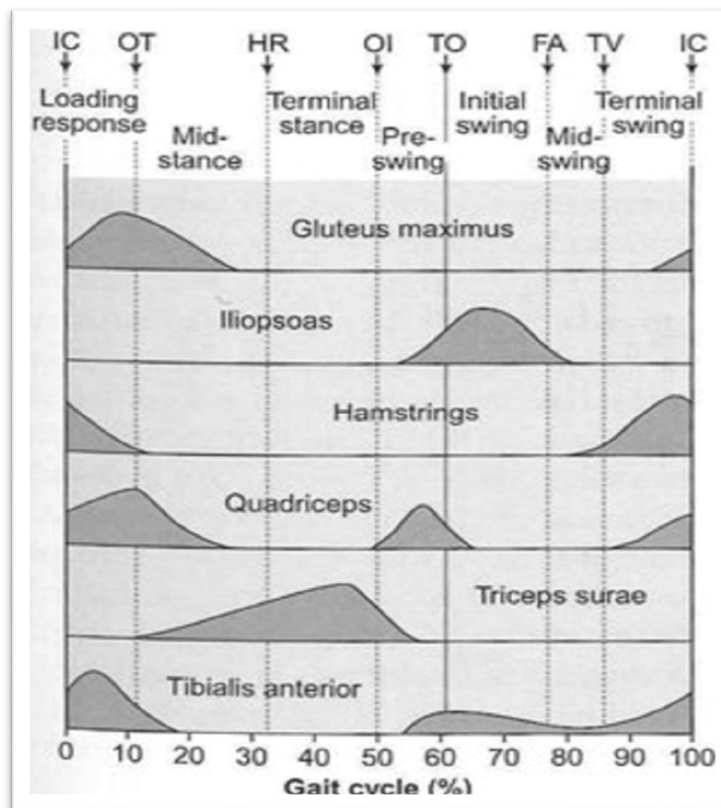 IC OT HR OI TO FA TV IC
Loading response
Mid-stance
Terminal stance
Pre-swing
Initial swing
Mid-swing
Terminal swing
Gluteus maximus
Iliopsoas
Hamstrings
Quadriceps
Triceps surae
Tibialis anterior
0 10 20 30 40 50 60 70 80 90 100
Gait cycle (%)